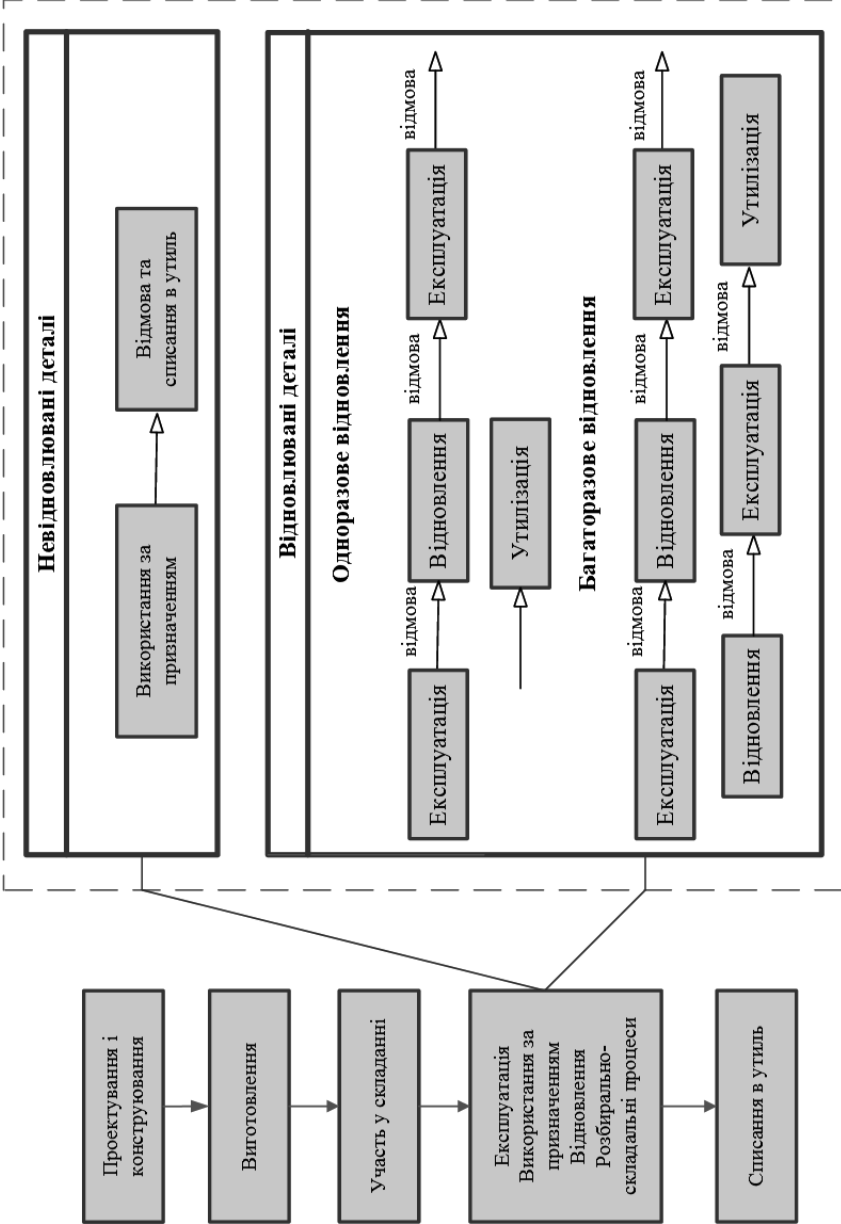 Проектування і
конструювання
Виготовлення
Участь у складанні
Експлуатація
Використання за
призначенням
Відновлення
Розбирально-
складальні процеси
Списання в утиль
Невідновлювані деталі
Використання за
призначенням
Відмова та
списання в утиль
Відновлювані деталі
Одноразове відновлення
Експлуатація
відмова
Відновлення
відмова
Експлуатація
відмова
Утилізація
Багаторазове відновлення
Експлуатація
відмова
Відновлення
відмова
Експлуатація
відмова
Відновлення
відмова
Експлуатація
відмова
Утилізація